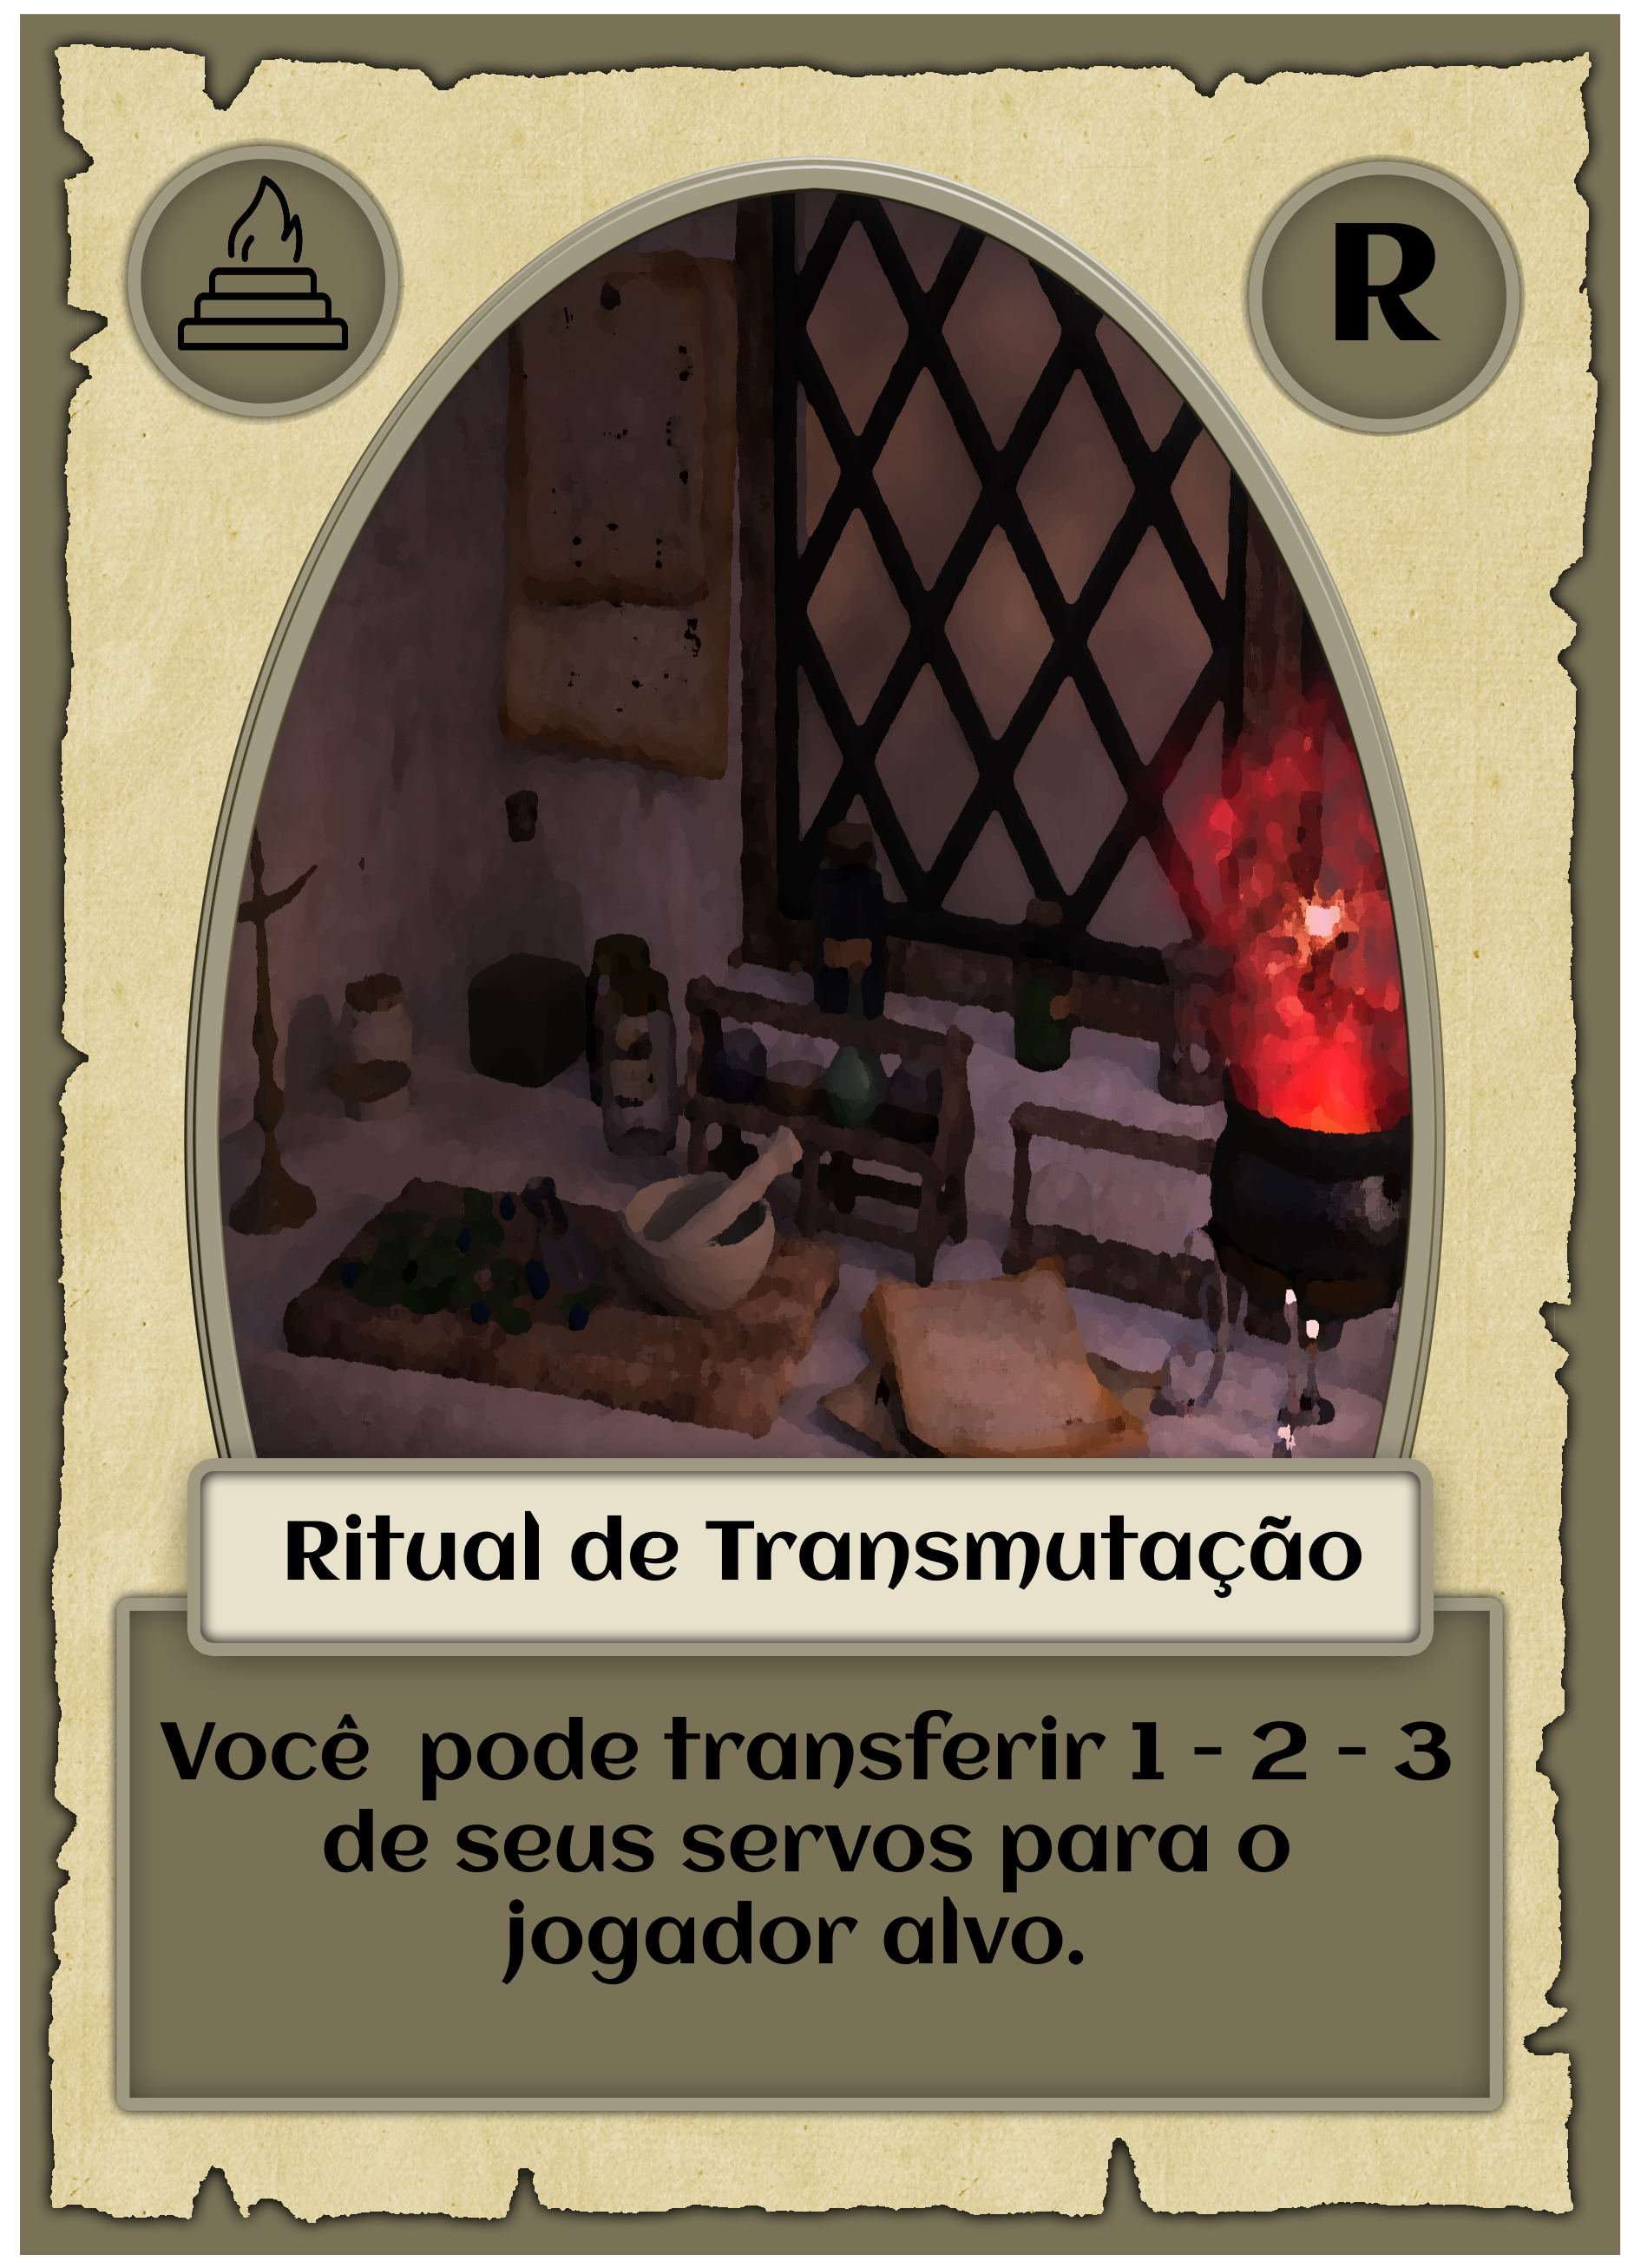 R
Ritual de Transmutação
Você pode transferir 1 - 2 - 3
de seus servos para o
jogador alvo.